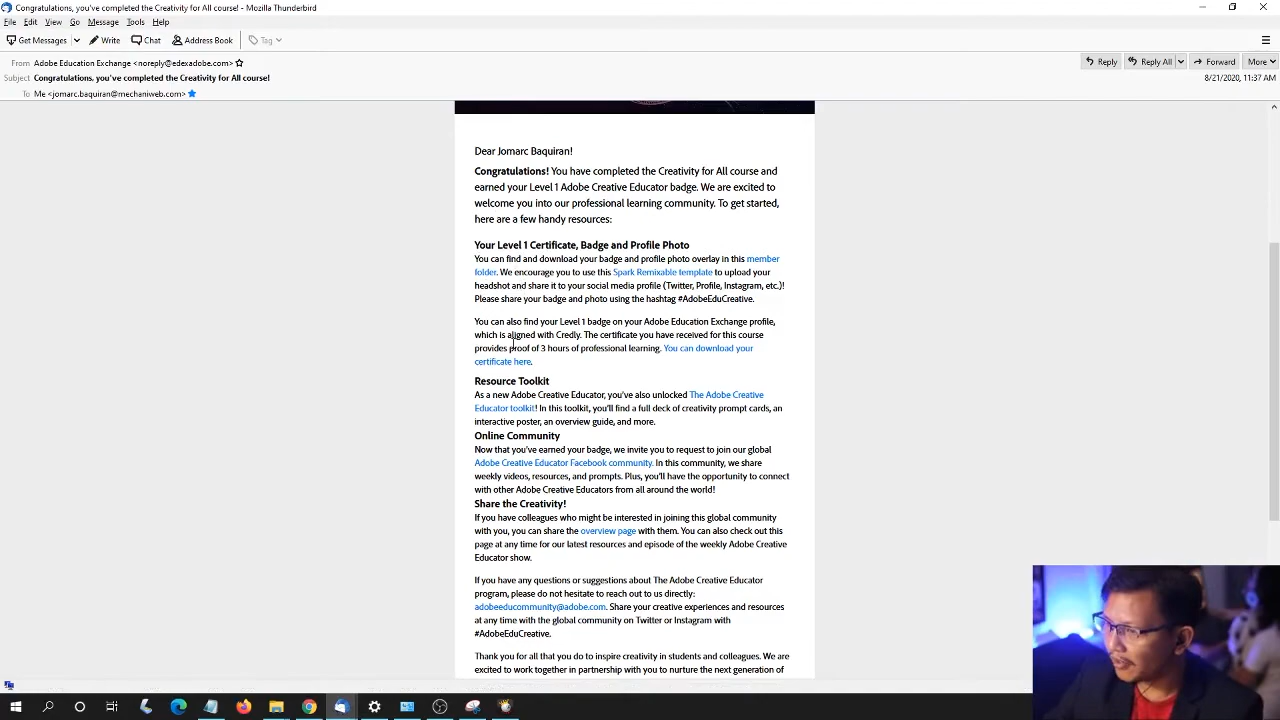 Congratulations, you've completed the Creativity for All course! - Mozilla Thunderbird
File Edit View Go Message Tools Help
Get Messages Write Chat Address Book Tag
From Adobe Education Exchange <noreply@edexadobe.com>
Reply Reply All Forward More
Subject Congratulations, you've completed the Creativity for All course!
8/21/2020, 11:37 AM
To Me <jomarc.baquiran@mechaniweb.com>
Dear Jomarc Baquiran!
Congratulations! You have completed the Creativity for All course and
earned your Level 1 Adobe Creative Educator badge. We are excited to
welcome you into our professional learning community. To get started,
here are a few handy resources:
Your Level 1 Certificate, Badge and Profile Photo
You can find and download your badge and profile photo overlay in this member
folder. We encourage you to use this Spark Remixable template to upload your
headshot and share it to your social media profile (Twitter, Profile, Instagram, etc.)!
Please share your badge and photo using the hashtag #AdobeEduCreative.
You can also find your Level 1 badge on your Adobe Education Exchange profile,
which is aligned with Credly. The certificate you have received for this course
provides proof of 3 hours of professional learning. You can download your
certificate here.
Resource Toolkit
As a new Adobe Creative Educator, you've also unlocked The Adobe Creative
Educator toolkit! In this toolkit, you'll find a full deck of creativity prompt cards, an
interactive poster, an overview guide, and more.
Online Community
Now that you've earned your badge, we invite you to request to join our global
Adobe Creative Educator Facebook community. In this community, we share
weekly videos, resources, and prompts. Plus, you'll have the opportunity to connect
with other Adobe Creative Educators from all around the world!
Share the Creativity!
If you have colleagues who might be interested in joining this global community
with you, you can share the overview page with them. You can also check out this
page at any time for our latest resources and episode of the weekly Adobe Creative
Educator show.
If you have any questions or suggestions about The Adobe Creative Educator
program, please do not hesitate to reach out to us directly:
adobeeducommunity@adobe.com. Share your creative experiences and resources
at any time with the global community on Twitter or Instagram with
#AdobeEduCreative.
Thank you for all that you do to inspire creativity in students and colleagues. We are
excited to work together in partnership with you to nurture the next generation of